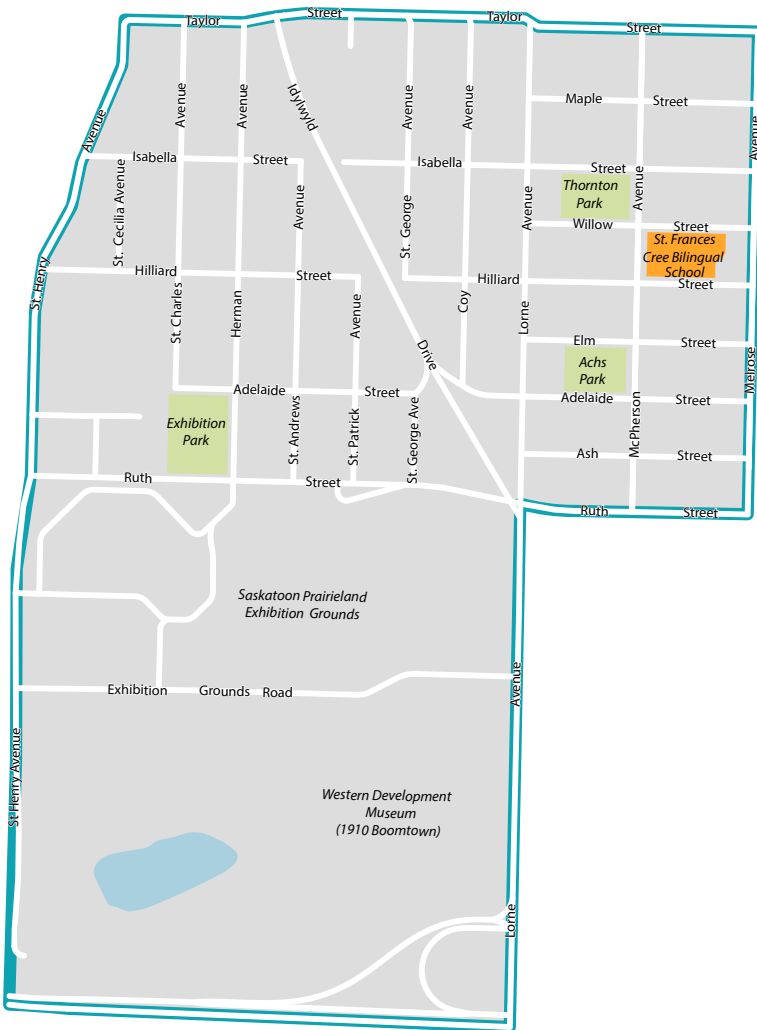 Taylor
Street
Taylor
Street
Avenue
Avenue
Idylwyld
Avenue
Avenue
Maple
Street
Avenue
Avenue
Isabella
Street
Isabella
Street
St. Cecilia Avenue
Avenue
St. George
Avenue
Thornton
Park
Avenue
Willow
Street
St. Frances
Cree Bilingual
School
St. Henry
Hilliard
Street
Hilliard
Street
St. Charles
Herman
Avenue
Coy
Lorne
Drive
Elm
Street
Achs
Park
Melrose
Adelaide
Street
Adelaide
Street
Exhibition
Park
St. Andrews
St. Patrick
St. George Ave
McPherson
Ash
Street
Ruth
Street
Ruth
Street
Saskatoon Prairieland
Exhibition Grounds
Exhibition
Grounds
Road
Avenue
St Henry Avenue
Western Development
Museum
(1910 Boomtown)
Lorne